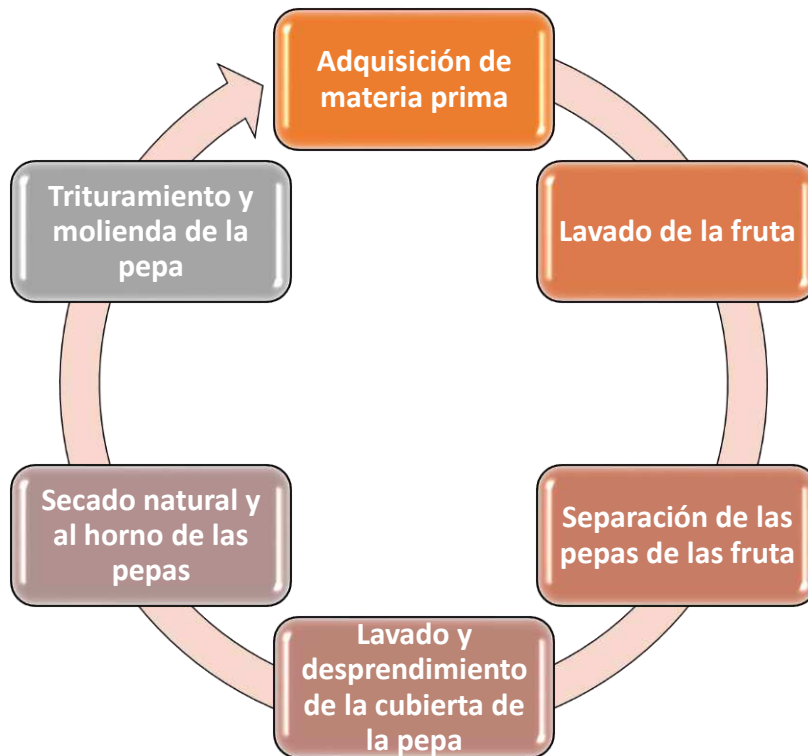 Adquisición de
materia prima
Lavado de la fruta
Separación de las
pepas de las fruta
Lavado y
desprendimiento
de la cubierta de
la pepa
Secado natural y
al horno de las
pepas
Trituramiento y
molienda de la
pepa